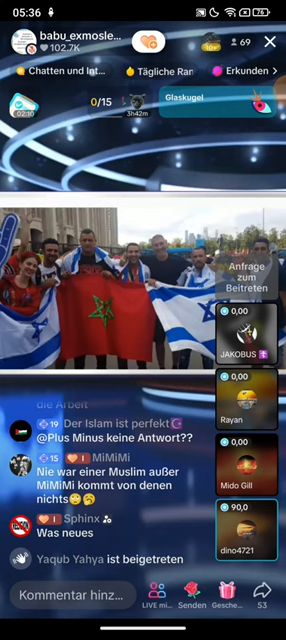 05:36
76
babu_exmosle...
102.7K
10+
69
Chatten und Int...
Tägliche Ran
Erkunden
02:10
0/15
3h42m
Glaskugel
Anfrage
zum
Beitreten
0,00
JAKOBUS
0,00
Rayan
0,00
Mido Gill
90,0
dino4721
die Arbeit
19 Der Islam ist perfekt
@Plus Minus keine Antwort??
15 I MiMiMi
Nie war einer Muslim außer
MiMiMi kommt von denen
nichts
I Sphinx
Was neues
Yaqub Yahya ist beigetreten
Kommentar hinz...
LIVE mi...
Senden
Gesche...
53